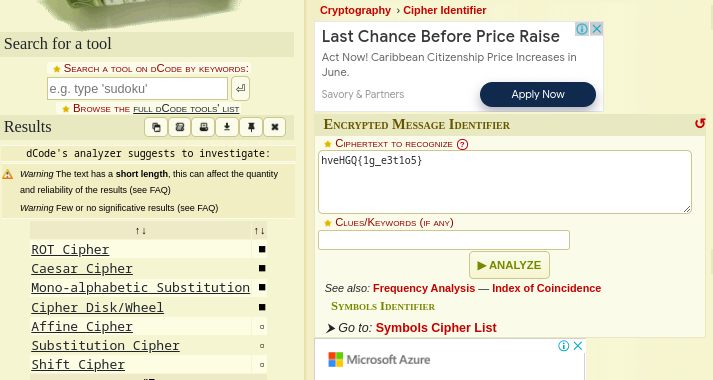 Search for a tool
★ Search a tool on dCode by keywords:
e.g. type 'sudoku'
★ Browse the full dCode tools' list
Results
dCode's analyzer suggests to investigate:
Warning The text has a short length, this can affect the quantity
and reliability of the results (see FAQ)
Warning Few or no significative results (see FAQ)
↑↓ ↑↓
ROT Cipher ■
Caesar Cipher ■
Mono-alphabetic Substitution ■
Cipher Disk/Wheel ■
Affine Cipher ▫
Substitution Cipher ▫
Shift Cipher ▫
Cryptography › Cipher Identifier
Last Chance Before Price Raise
Act Now! Caribbean Citizenship Price Increases in
June.
Savory & Partners
Apply Now
Encrypted Message Identifier
★ Ciphertext to recognize ?
hveHGQ{1g_e3t1o5}
★ Clues/Keywords (if any)
▶ ANALYZE
See also: Frequency Analysis — Index of Coincidence
Symbols Identifier
⮞ Go to: Symbols Cipher List
Microsoft Azure